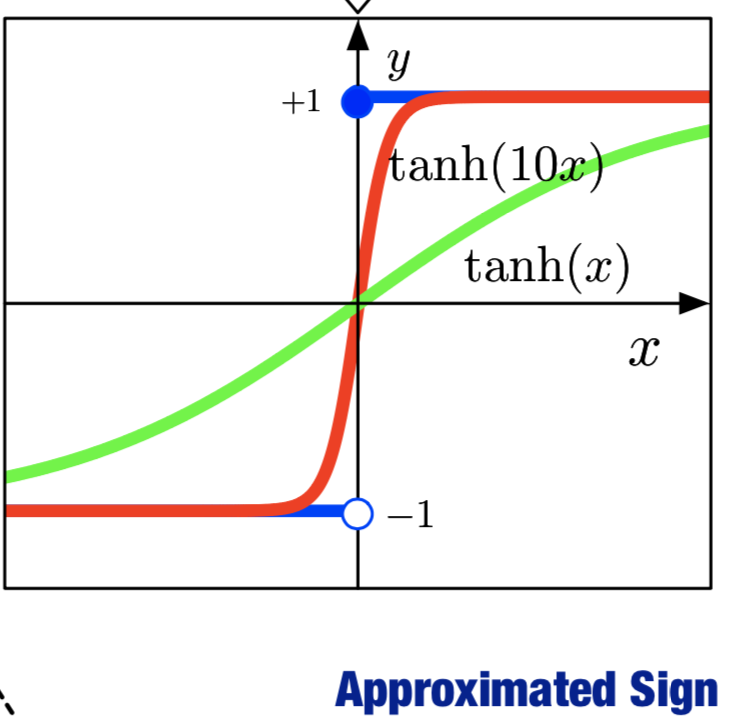 y
+1
tanh(10x)
tanh(x)
x
−1
Approximated Sign